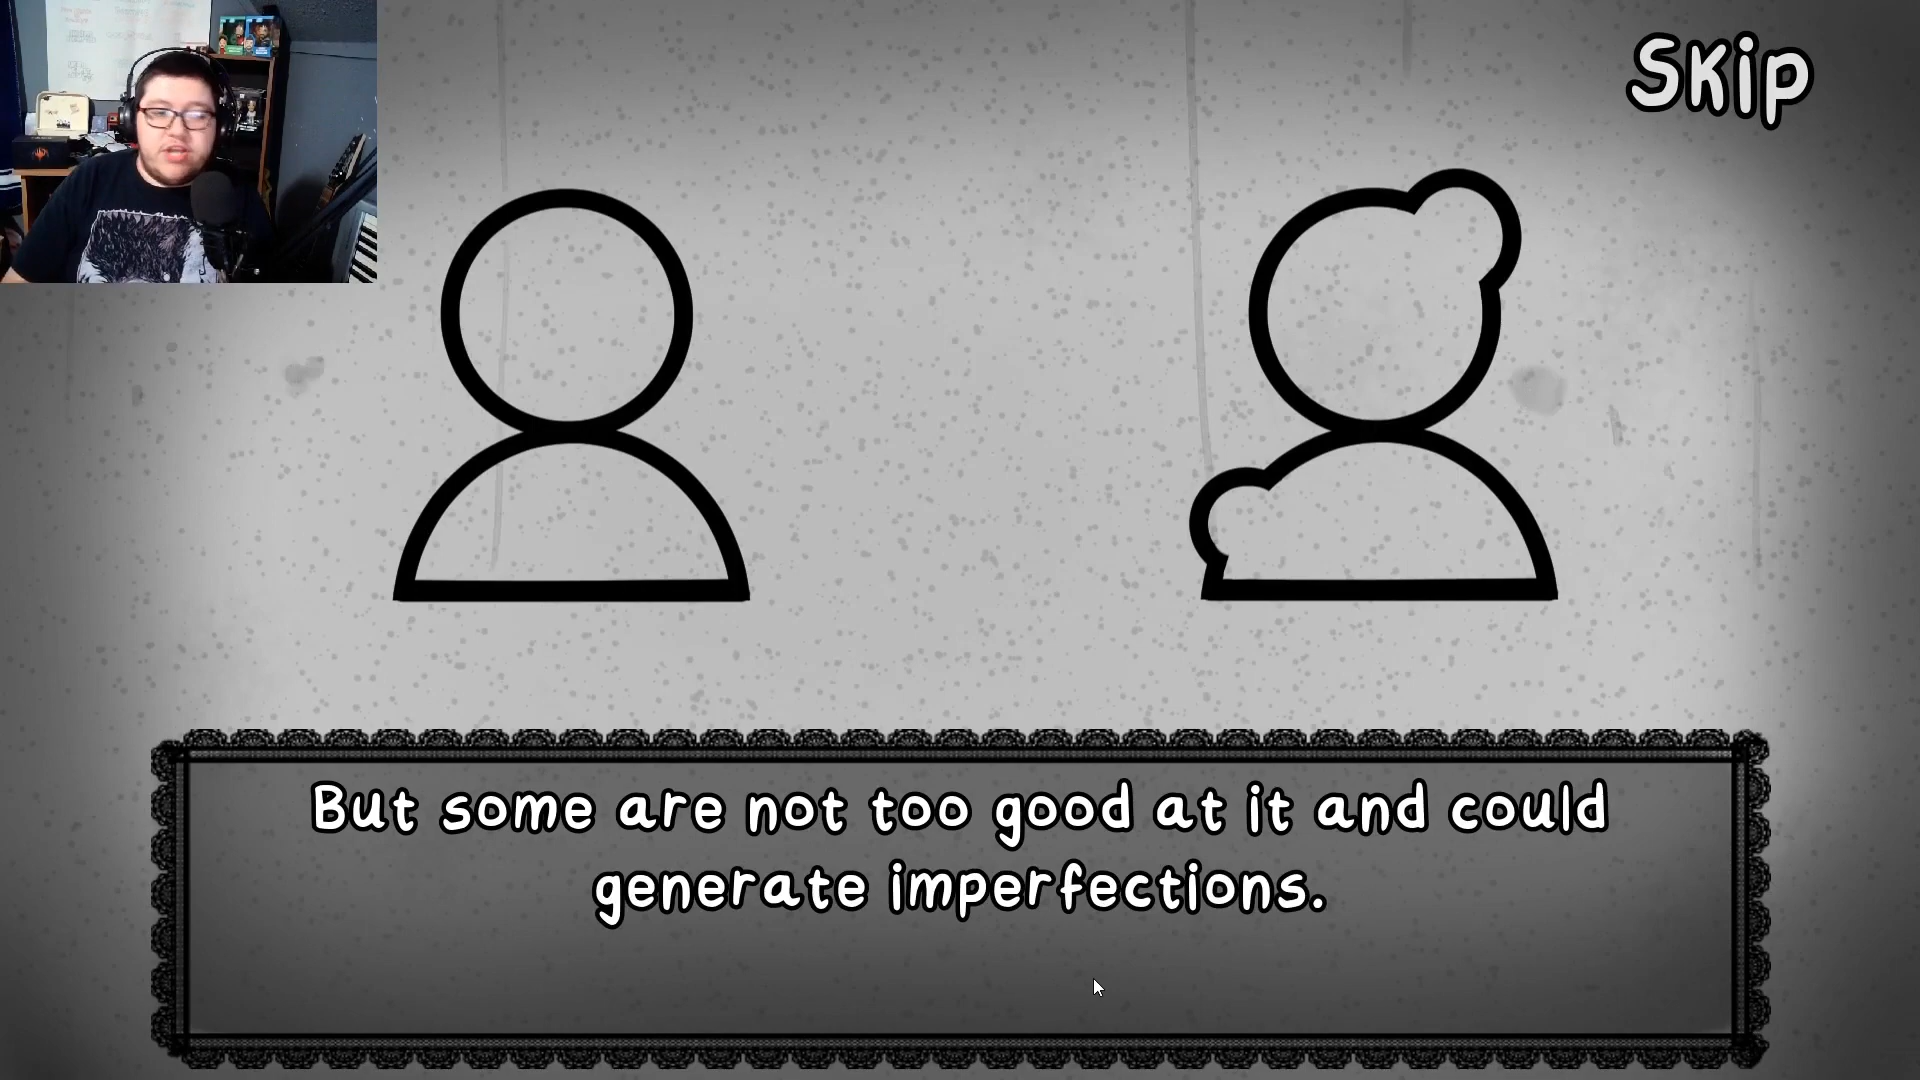 Skip
But some are not too good at it and could
generate imperfections.